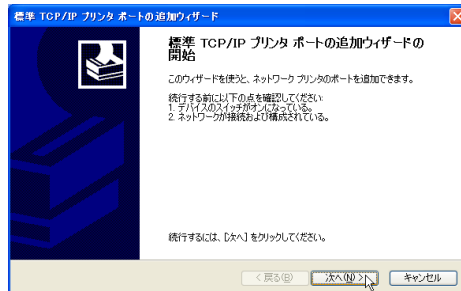 標準 TCP/IP プリンタ ポートの追加ウィザード
標準 TCP/IP プリンタ ポートの追加ウィザードの
開始
このウィザードを使うと、ネットワーク プリンタのポートを追加できます。
続行する前に以下の点を確認してください:
1. デバイスのスイッチがオンになっている。
2. ネットワークが接続および構成されている。
続行するには、[次へ] をクリックしてください。
< 戻る(B)
次へ(N) >
キャンセル